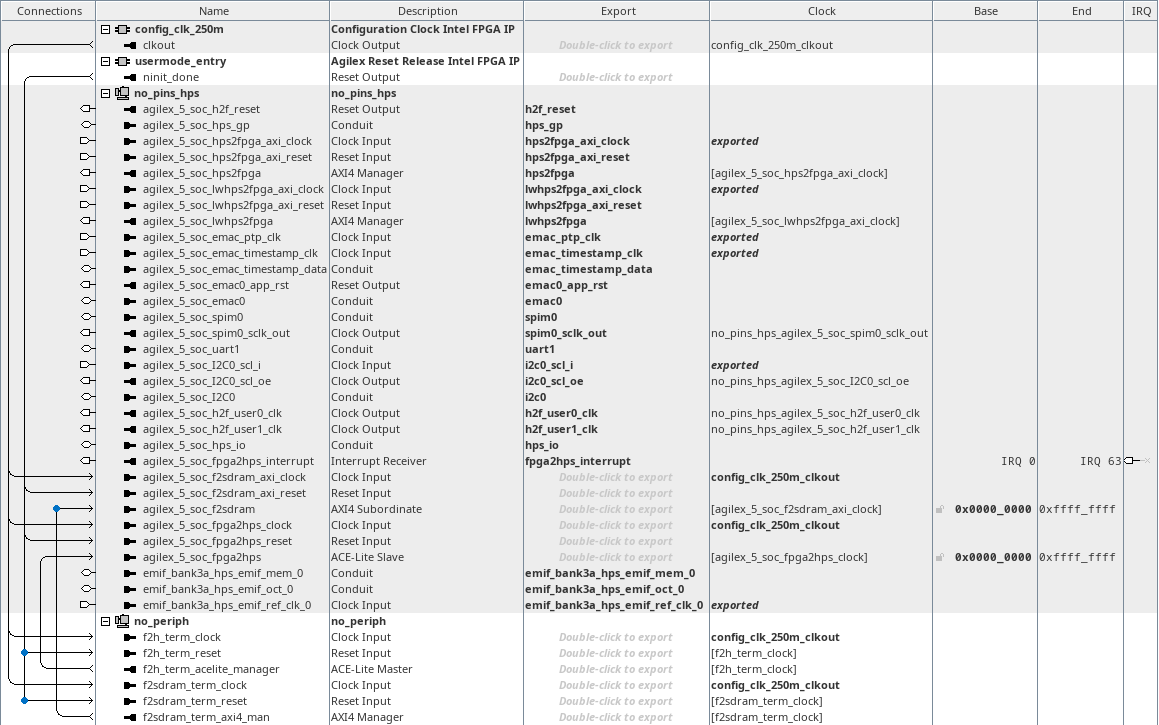 Connections Name Description Export Clock Base End IRQ
config_clk_250m Configuration Clock Intel FPGA IP
clkout Clock Output Double-click to export config_clk_250m_clkout
usermode_entry Agilex Reset Release Intel FPGA IP
ninit_done Reset Output Double-click to export
no_pins_hps no_pins_hps
agilex_5_soc_h2f_reset Reset Output h2f_reset
agilex_5_soc_hps_gp Conduit hps_gp
agilex_5_soc_hps2fpga_axi_clock Clock Input hps2fpga_axi_clock exported
agilex_5_soc_hps2fpga_axi_reset Reset Input hps2fpga_axi_reset
agilex_5_soc_hps2fpga AXI4 Manager hps2fpga [agilex_5_soc_hps2fpga_axi_clock]
agilex_5_soc_lwhps2fpga_axi_clock Clock Input lwhps2fpga_axi_clock exported
agilex_5_soc_lwhps2fpga_axi_reset Reset Input lwhps2fpga_axi_reset
agilex_5_soc_lwhps2fpga AXI4 Manager lwhps2fpga [agilex_5_soc_lwhps2fpga_axi_clock]
agilex_5_soc_emac_ptp_clk Clock Input emac_ptp_clk exported
agilex_5_soc_emac_timestamp_clk Clock Input emac_timestamp_clk exported
agilex_5_soc_emac_timestamp_data Conduit emac_timestamp_data
agilex_5_soc_emac0_app_rst Reset Output emac0_app_rst
agilex_5_soc_emac0 Conduit emac0
agilex_5_soc_spim0 Conduit spim0
agilex_5_soc_spim0_sclk_out Clock Output spim0_sclk_out no_pins_hps_agilex_5_soc_spim0_sclk_out
agilex_5_soc_uart1 Conduit uart1
agilex_5_soc_I2C0_scl_i Clock Input i2c0_scl_i exported
agilex_5_soc_I2C0_scl_oe Clock Output i2c0_scl_oe no_pins_hps_agilex_5_soc_I2C0_scl_oe
agilex_5_soc_I2C0 Conduit i2c0
agilex_5_soc_h2f_user0_clk Clock Output h2f_user0_clk no_pins_hps_agilex_5_soc_h2f_user0_clk
agilex_5_soc_h2f_user1_clk Clock Output h2f_user1_clk no_pins_hps_agilex_5_soc_h2f_user1_clk
agilex_5_soc_hps_io Conduit hps_io
agilex_5_soc_fpga2hps_interrupt Interrupt Receiver fpga2hps_interrupt IRQ 0 IRQ 63
agilex_5_soc_f2sdram_axi_clock Clock Input Double-click to export config_clk_250m_clkout
agilex_5_soc_f2sdram_axi_reset Reset Input Double-click to export
agilex_5_soc_f2sdram AXI4 Subordinate Double-click to export [agilex_5_soc_f2sdram_axi_clock] 0x0000_0000 0xffff_ffff
agilex_5_soc_fpga2hps_clock Clock Input Double-click to export config_clk_250m_clkout
agilex_5_soc_fpga2hps_reset Reset Input Double-click to export
agilex_5_soc_fpga2hps ACE-Lite Slave Double-click to export [agilex_5_soc_fpga2hps_clock] 0x0000_0000 0xffff_ffff
emif_bank3a_hps_emif_mem_0 Conduit emif_bank3a_hps_emif_mem_0
emif_bank3a_hps_emif_oct_0 Conduit emif_bank3a_hps_emif_oct_0
emif_bank3a_hps_emif_ref_clk_0 Clock Input emif_bank3a_hps_emif_ref_clk_0 exported
no_periph no_periph
f2h_term_clock Clock Input Double-click to export config_clk_250m_clkout
f2h_term_reset Reset Input Double-click to export [f2h_term_clock]
f2h_term_acelite_manager ACE-Lite Master Double-click to export [f2h_term_clock]
f2sdram_term_clock Clock Input Double-click to export config_clk_250m_clkout
f2sdram_term_reset Reset Input Double-click to export [f2sdram_term_clock]
f2sdram_term_axi4_man AXI4 Manager Double-click to export [f2sdram_term_clock]